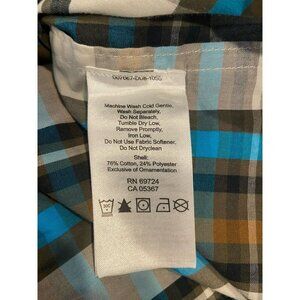 Machine Wash Cold Gentle,
Wash Separately,
Do Not Bleach,
Tumble Dry Low,
Remove Promptly,
Iron Low,
Do Not Use Fabric Softener,
Do Not Dryclean
Shell:
76% Cotton, 24% Polyester
Exclusive of Ornamentation
RN 69724
CA 05367